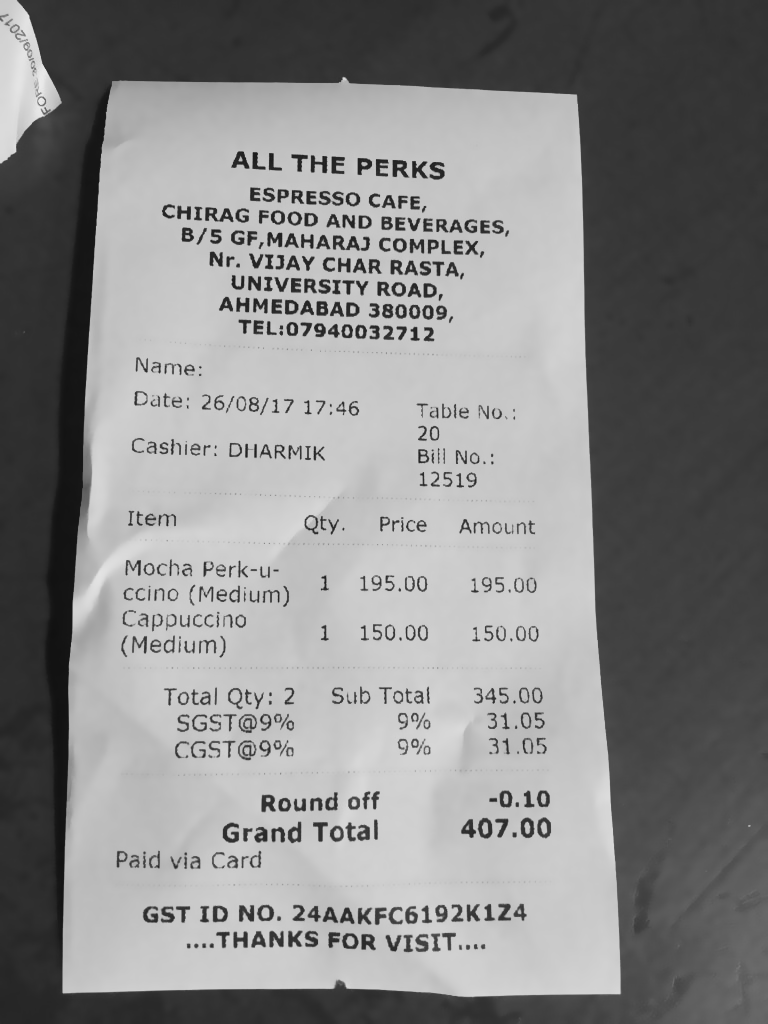 ALL THE PERKS
ESPRESSO CAFE,
CHIRAG FOOD AND BEVERAGES,
B/5 GF,MAHARAJ COMPLEX,
Nr. VIJAY CHAR RASTA,
UNIVERSITY ROAD,
AHMEDABAD 380009,
TEL:07940032712
Name:
Date: 26/08/17 17:46
Table No.:
20
Cashier: DHARMIK
Bill No.:
12519
Item Qty. Price Amount
Mocha Perk-u-
ccino (Medium) 1 195.00 195.00
Cappuccino
(Medium) 1 150.00 150.00
Total Qty: 2 Sub Total 345.00
SGST@9% 9% 31.05
CGST@9% 9% 31.05
Round off -0.10
Grand Total 407.00
Paid via Card
GST ID NO. 24AAKFC6192K1Z4
....THANKS FOR VISIT....